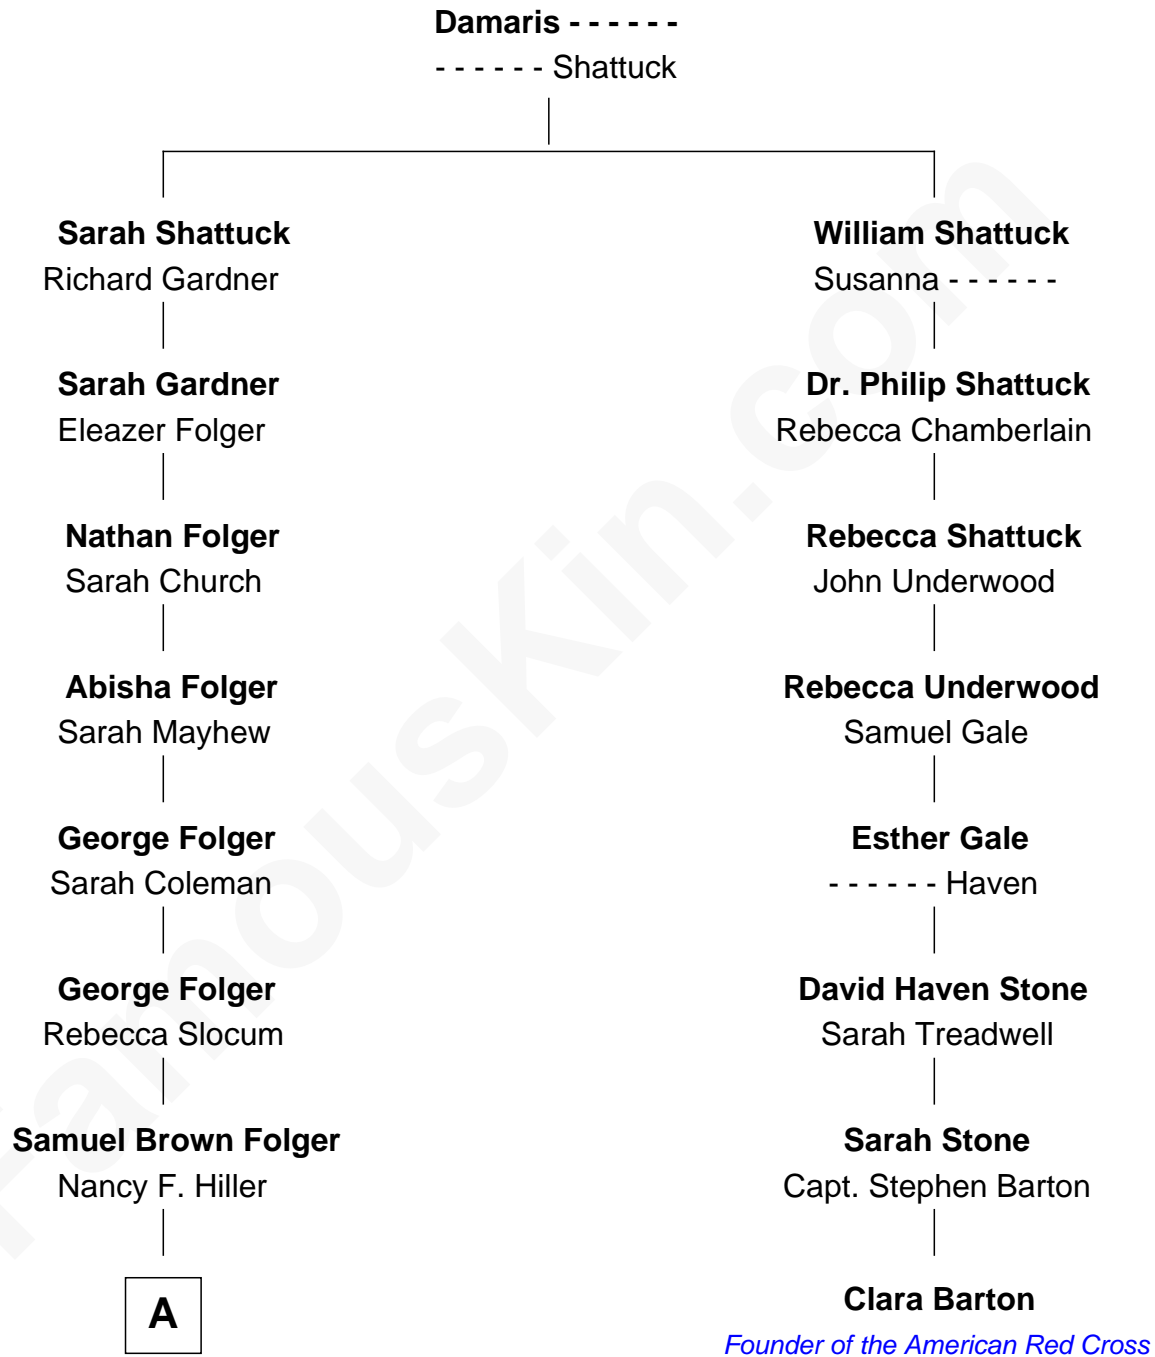 Damaris - - - - - -
- - - - - - Shattuck
Sarah Shattuck
Richard Gardner
William Shattuck
Susanna - - - - - -
Sarah Gardner
Eleazer Folger
Dr. Philip Shattuck
Rebecca Chamberlain
Nathan Folger
Sarah Church
Rebecca Shattuck
John Underwood
Abisha Folger
Sarah Mayhew
Rebecca Underwood
Samuel Gale
George Folger
Sarah Coleman
Esther Gale
- - - - - - Haven
George Folger
Rebecca Slocum
David Haven Stone
Sarah Treadwell
Samuel Brown Folger
Nancy F. Hiller
Sarah Stone
Capt. Stephen Barton
A
Clara Barton
Founder of the American Red Cross
FamousKin.com